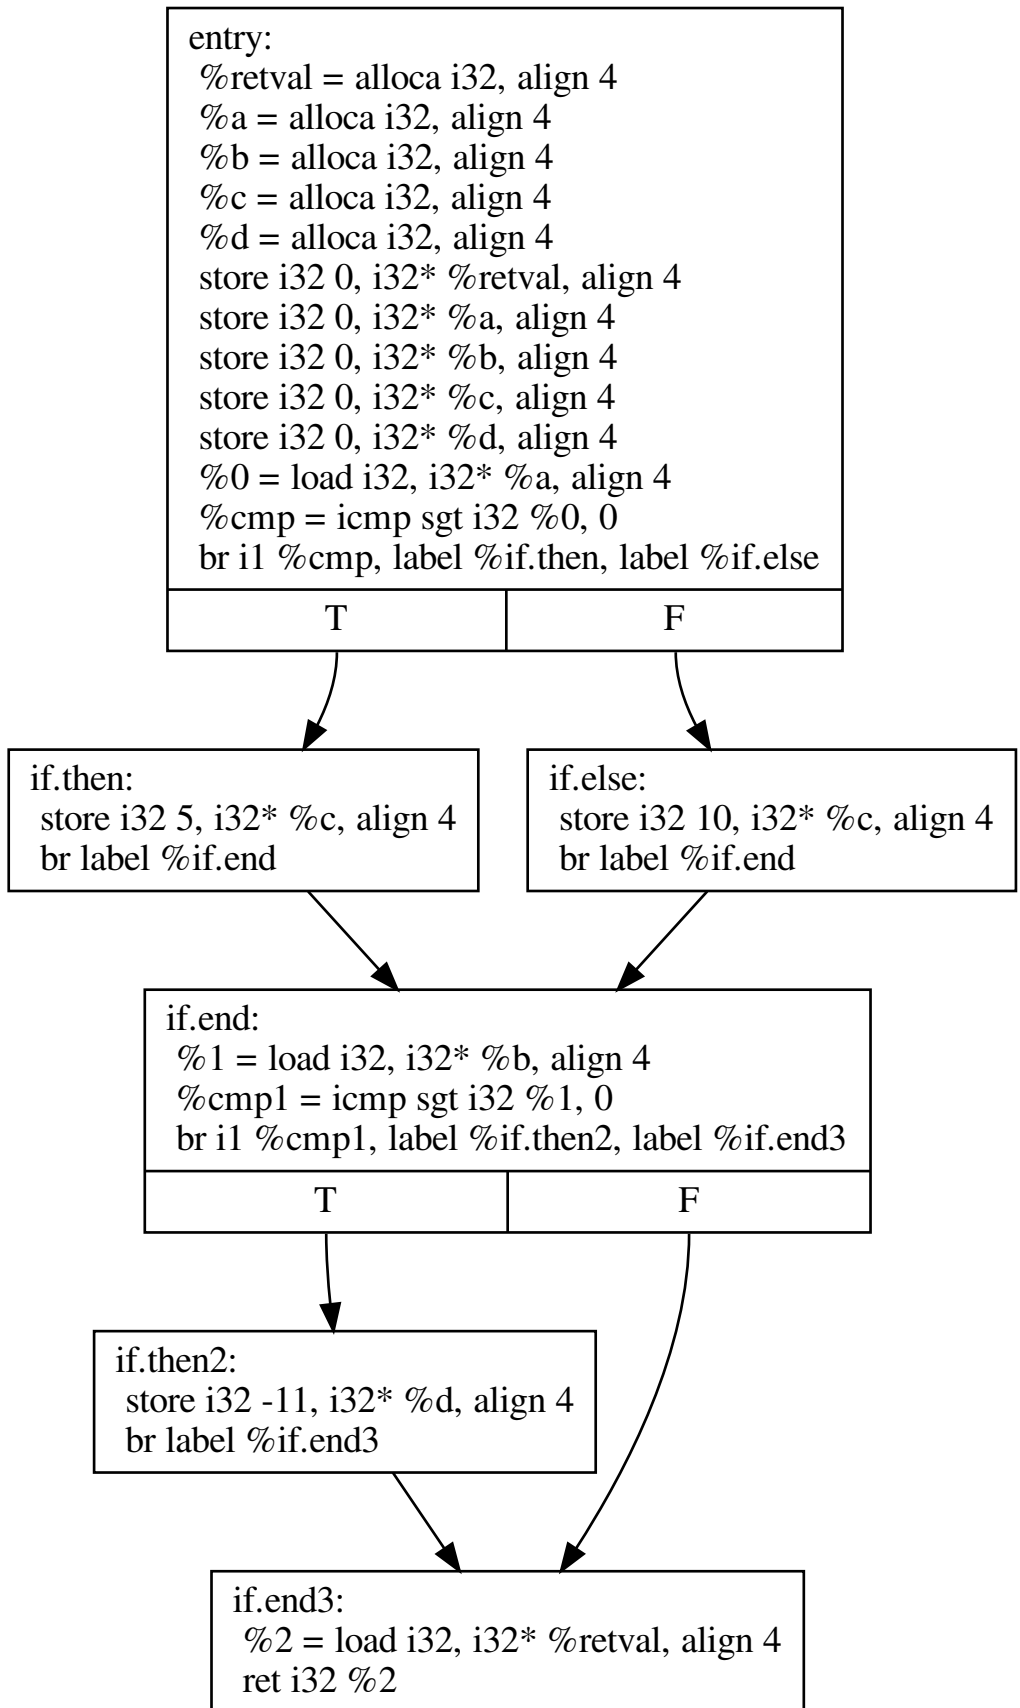 entry:
%retval = alloca i32, align 4
%a = alloca i32, align 4
%b = alloca i32, align 4
%c = alloca i32, align 4
%d = alloca i32, align 4
store i32 0, i32* %retval, align 4
store i32 0, i32* %a, align 4
store i32 0, i32* %b, align 4
store i32 0, i32* %c, align 4
store i32 0, i32* %d, align 4
%0 = load i32, i32* %a, align 4
%cmp = icmp sgt i32 %0, 0
br i1 %cmp, label %if.then, label %if.else
T
F
if.then:
store i32 5, i32* %c, align 4
br label %if.end
if.else:
store i32 10, i32* %c, align 4
br label %if.end
if.end:
%1 = load i32, i32* %b, align 4
%cmp1 = icmp sgt i32 %1, 0
br i1 %cmp1, label %if.then2, label %if.end3
T
F
if.then2:
store i32 -11, i32* %d, align 4
br label %if.end3
if.end3:
%2 = load i32, i32* %retval, align 4
ret i32 %2